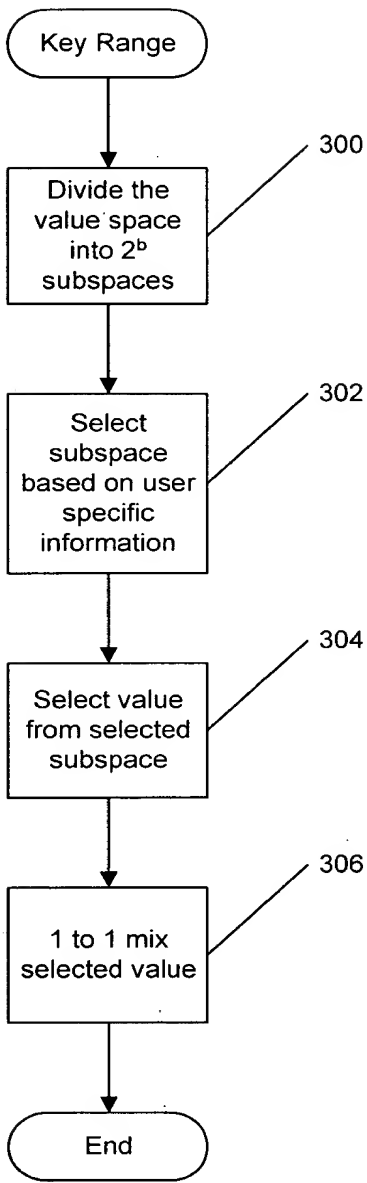 Key Range
300
Divide the
value space
into 2ᵇ
subspaces
302
Select
subspace
based on user
specific
information
304
Select value
from selected
subspace
306
1 to 1 mix
selected value
End